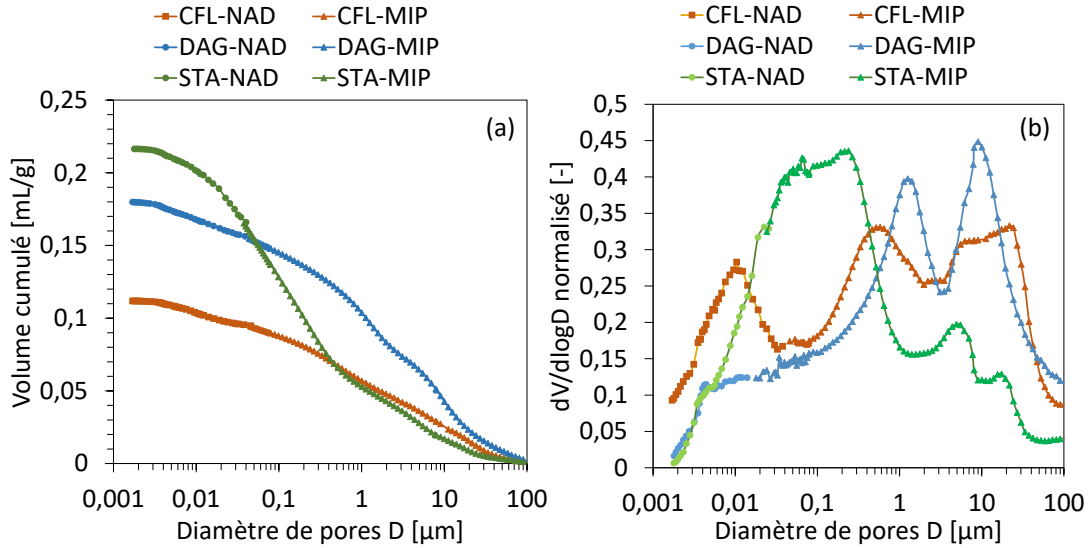 CFL-NAD CFL-MIP
DAG-NAD DAG-MIP
STA-NAD STA-MIP
(a)
Volume cumulé [mL/g]
0,25
0,2
0,15
0,1
0,05
0
0,001 0,01 0,1 1 10 100
Diamètre de pores D [µm]
CFL-NAD CFL-MIP
DAG-NAD DAG-MIP
STA-NAD STA-MIP
(b)
dV/dlogD normalisé [-]
0,5
0,45
0,4
0,35
0,3
0,25
0,2
0,15
0,1
0,05
0
0,001 0,01 0,1 1 10 100
Diamètre de pores D [µm]